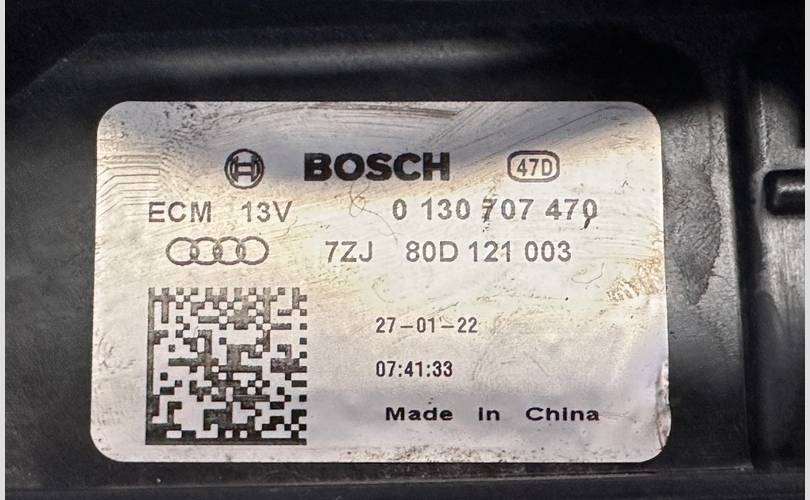 BOSCH 47D
ECM 13V 0 130 707 470
7ZJ 80D 121 003
27-01-22
07:41:33
Made in China